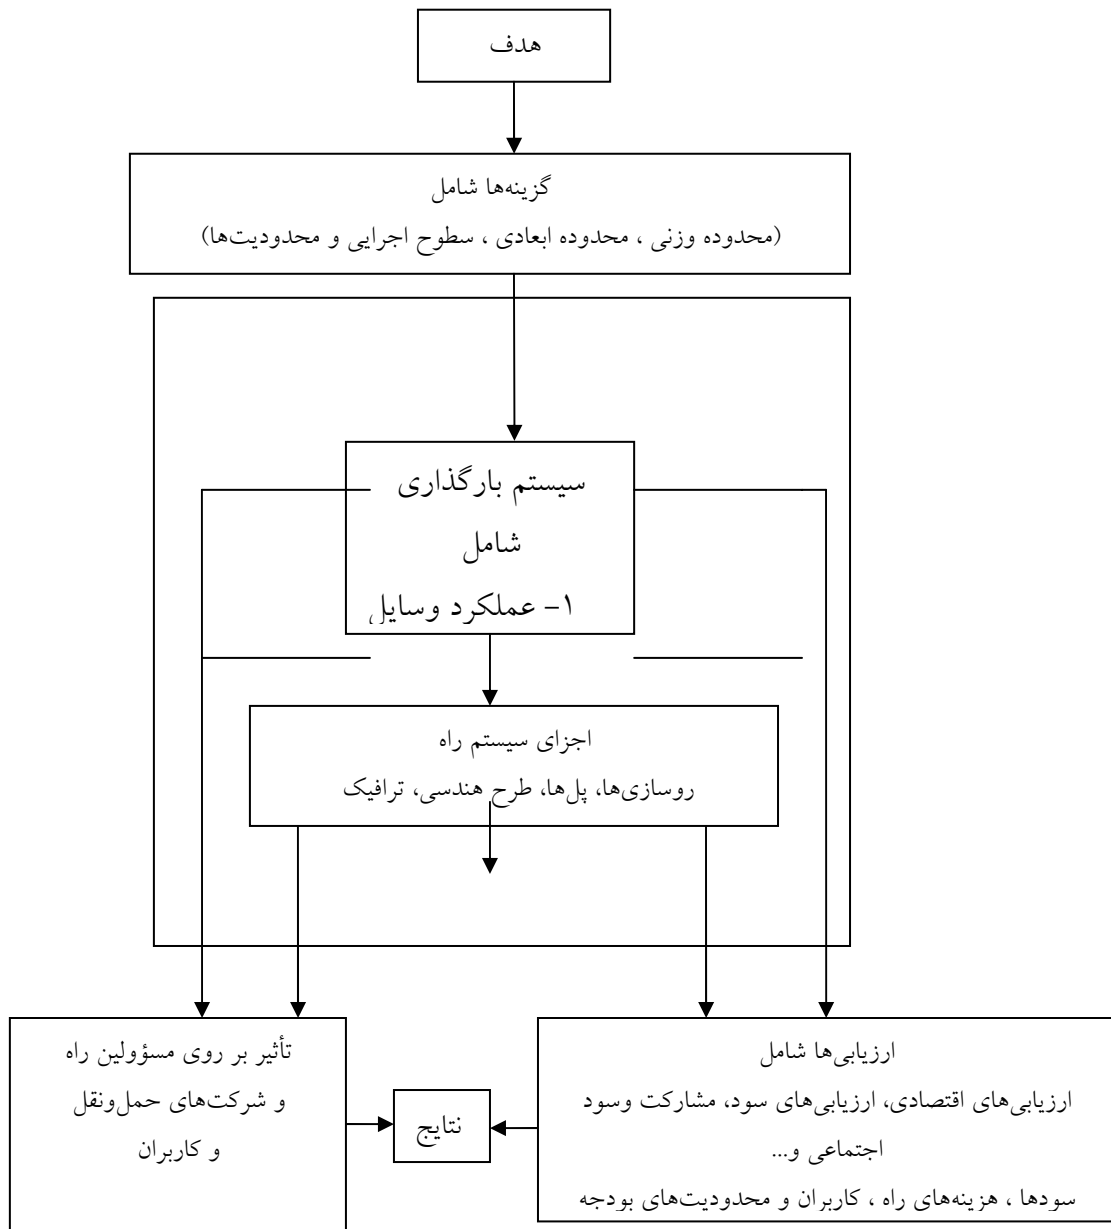 هدف
گزینه‌ها شامل
(محدوده وزنی ، محدوده ابعادی ، سطوح اجرایی و محدودیت‌ها)
سیستم بارگذاری
شامل
۱- عملکرد وسایل
اجزای سیستم راه
روسازی‌ها، پل‌ها، طرح هندسی، ترافیک
ارزیابی‌ها شامل
ارزیابی‌های اقتصادی، ارزیابی‌های سود، مشارکت وسود
اجتماعی و...
سودها ، هزینه‌های راه ، کاربران و محدودیت‌های بودجه
نتایج
تأثیر بر روی مسؤولین راه
و شرکت‌های حمل‌ونقل
و کاربران